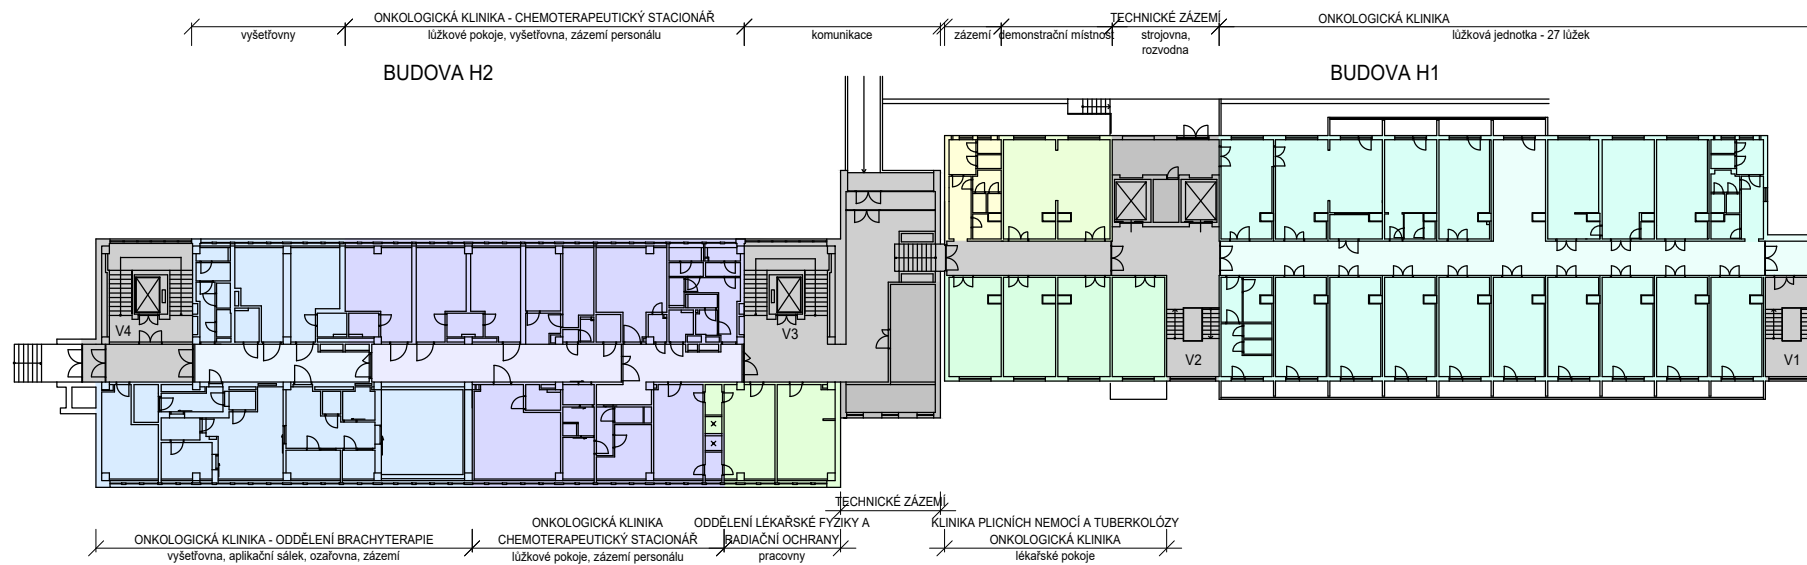 ONKOLOGICKÁ KLINIKA - CHEMOTERAPEUTICKÝ STACIONÁŘ
TECHNICKÉ ZÁZEMÍ
ONKOLOGICKÁ KLINIKA
vyšetřovny
lůžkové pokoje, vyšetřovna, zázemí personálu
komunikace
zázemí
demonstrační místnost
strojovna,
rozvodna
lůžková jednotka - 27 lůžek
BUDOVA H2
BUDOVA H1
V4
V3
V2
V1
TECHNICKÉ ZÁZEMÍ
ONKOLOGICKÁ KLINIKA - ODDĚLENÍ BRACHYTERAPIE
vyšetřovna, aplikační sálek, ozařovna, zázemí
ONKOLOGICKÁ KLINIKA
CHEMOTERAPEUTICKÝ STACIONÁŘ
lůžkové pokoje, zázemí personálu
ODDĚLENÍ LÉKAŘSKÉ FYZIKY A
RADIAČNÍ OCHRANY
pracovny
KLINIKA PLICNÍCH NEMOCÍ A TUBERKOLÓZY
ONKOLOGICKÁ KLINIKA
lékařské pokoje